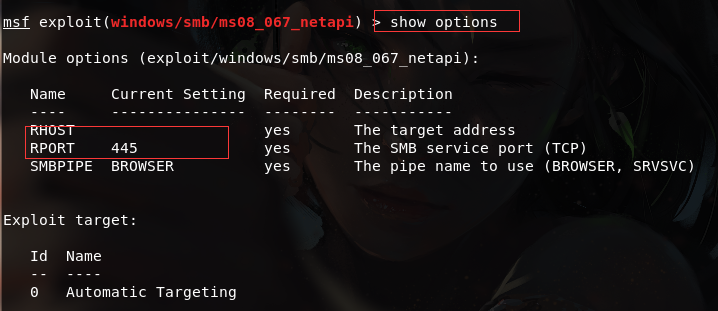 msf exploit(windows/smb/ms08_067_netapi) > show options
Module options (exploit/windows/smb/ms08_067_netapi):
Name Current Setting Required Description
---- --------------- -------- -----------
RHOST yes The target address
RPORT 445 yes The SMB service port (TCP)
SMBPIPE BROWSER yes The pipe name to use (BROWSER, SRVSVC)
Exploit target:
Id Name
-- ----
0 Automatic Targeting